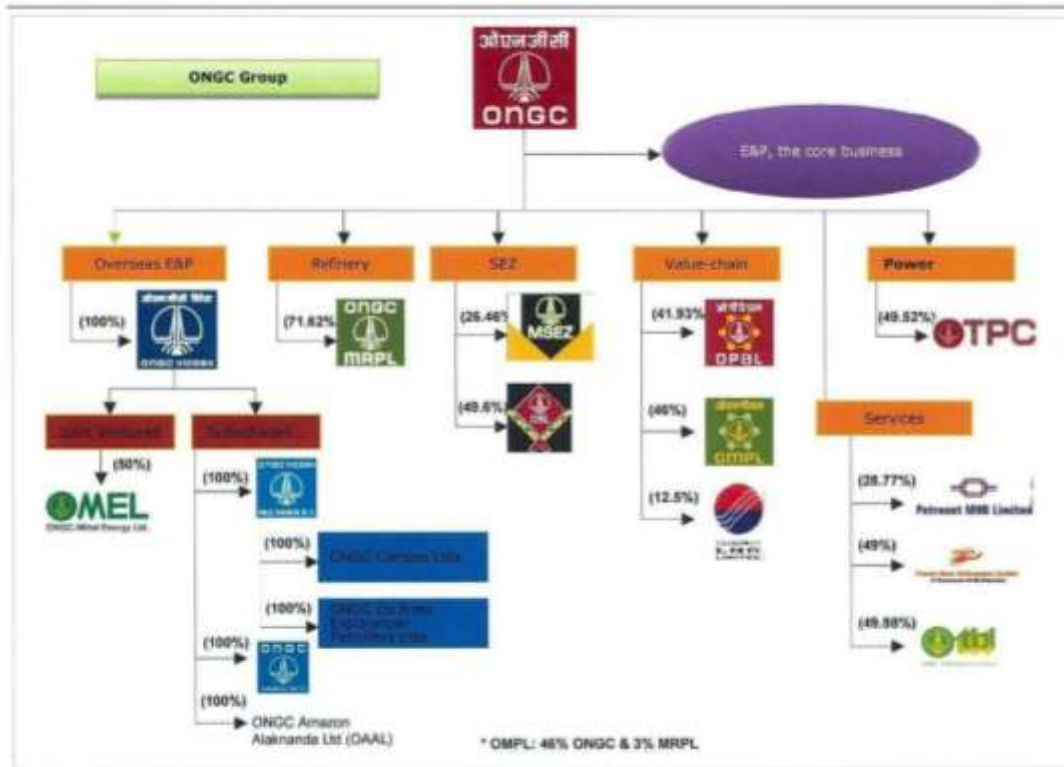 ओएनजीसी
ONGC
ONGC Group
E&P, the core business
Overseas E&P
Refinery
SEZ
Value-chain
Power
(100%)
(71.62%)
ONGC
MRPL
(26.46%
MSEZ
(41.93%
OPAL
(49.52%)
OTPC
(49.6%)
(46%)
OMPL
Services
Joint Ventures
Subsidiaries
(50%)
OMEL
ONGC Mittal Energy Ltd.
(100%)
(12.5%)
(28.77%)
Petronet MHB Limited
(100%)
ONGC Campos Ltda
(49%)
(100%)
(100%)
ONGC
(49.98%)
(100%)
ONGC Amazon
Alaknanda Ltd (OAAL)
* OMPL: 46% ONGC & 3% MRPL